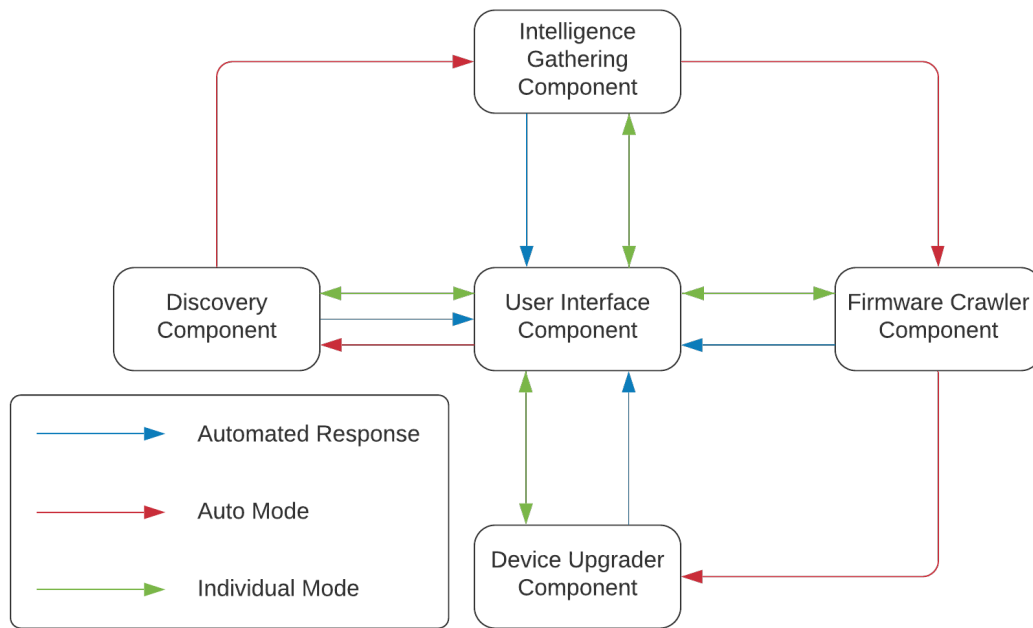 Intelligence
Gathering
Component
Discovery
Component
User Interface
Component
Firmware Crawler
Component
Automated Response
Auto Mode
Individual Mode
Device Upgrader
Component